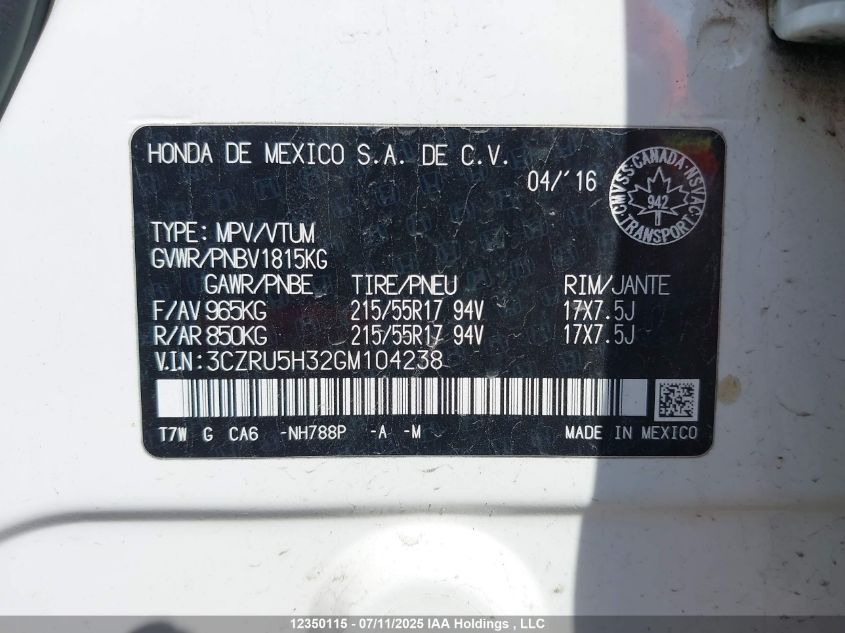 HONDA DE MEXICO S.A. DE C.V.
04/'16
CMVSS·CANADA·NSVAC
942
TRANSPORT
TYPE: MPV/VTUM
GVWR/PNBV1815KG
GAWR/PNBE TIRE/PNEU RIM/JANTE
F/AV 965KG 215/55R17 94V 17X7.5J
R/AR 850KG 215/55R17 94V 17X7.5J
V.IN: 3CZRU5H32GM104238
T7W G CA6 -NH788P -A -M MADE IN MEXICO
12350115 - 07/11/2025 IAA Holdings , LLC